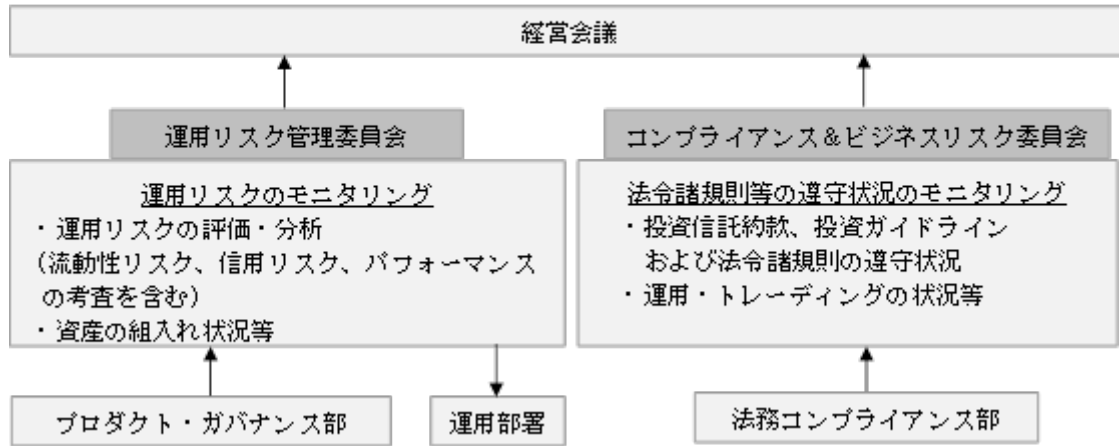 経営会議
運用リスク管理委員会
運用リスクのモニタリング
・運用リスクの評価・分析
(流動性リスク、信用リスク、パフォーマンス
の考査を含む)
・資産の組入れ状況等
プロダクト・ガバナンス部
運用部署
コンプライアンス＆ビジネスリスク委員会
法令諸規則等の遵守状況のモニタリング
・投資信託約款、投資ガイドライン
および法令諸規則の遵守状況
・運用・トレーディングの状況等
法務コンプライアンス部